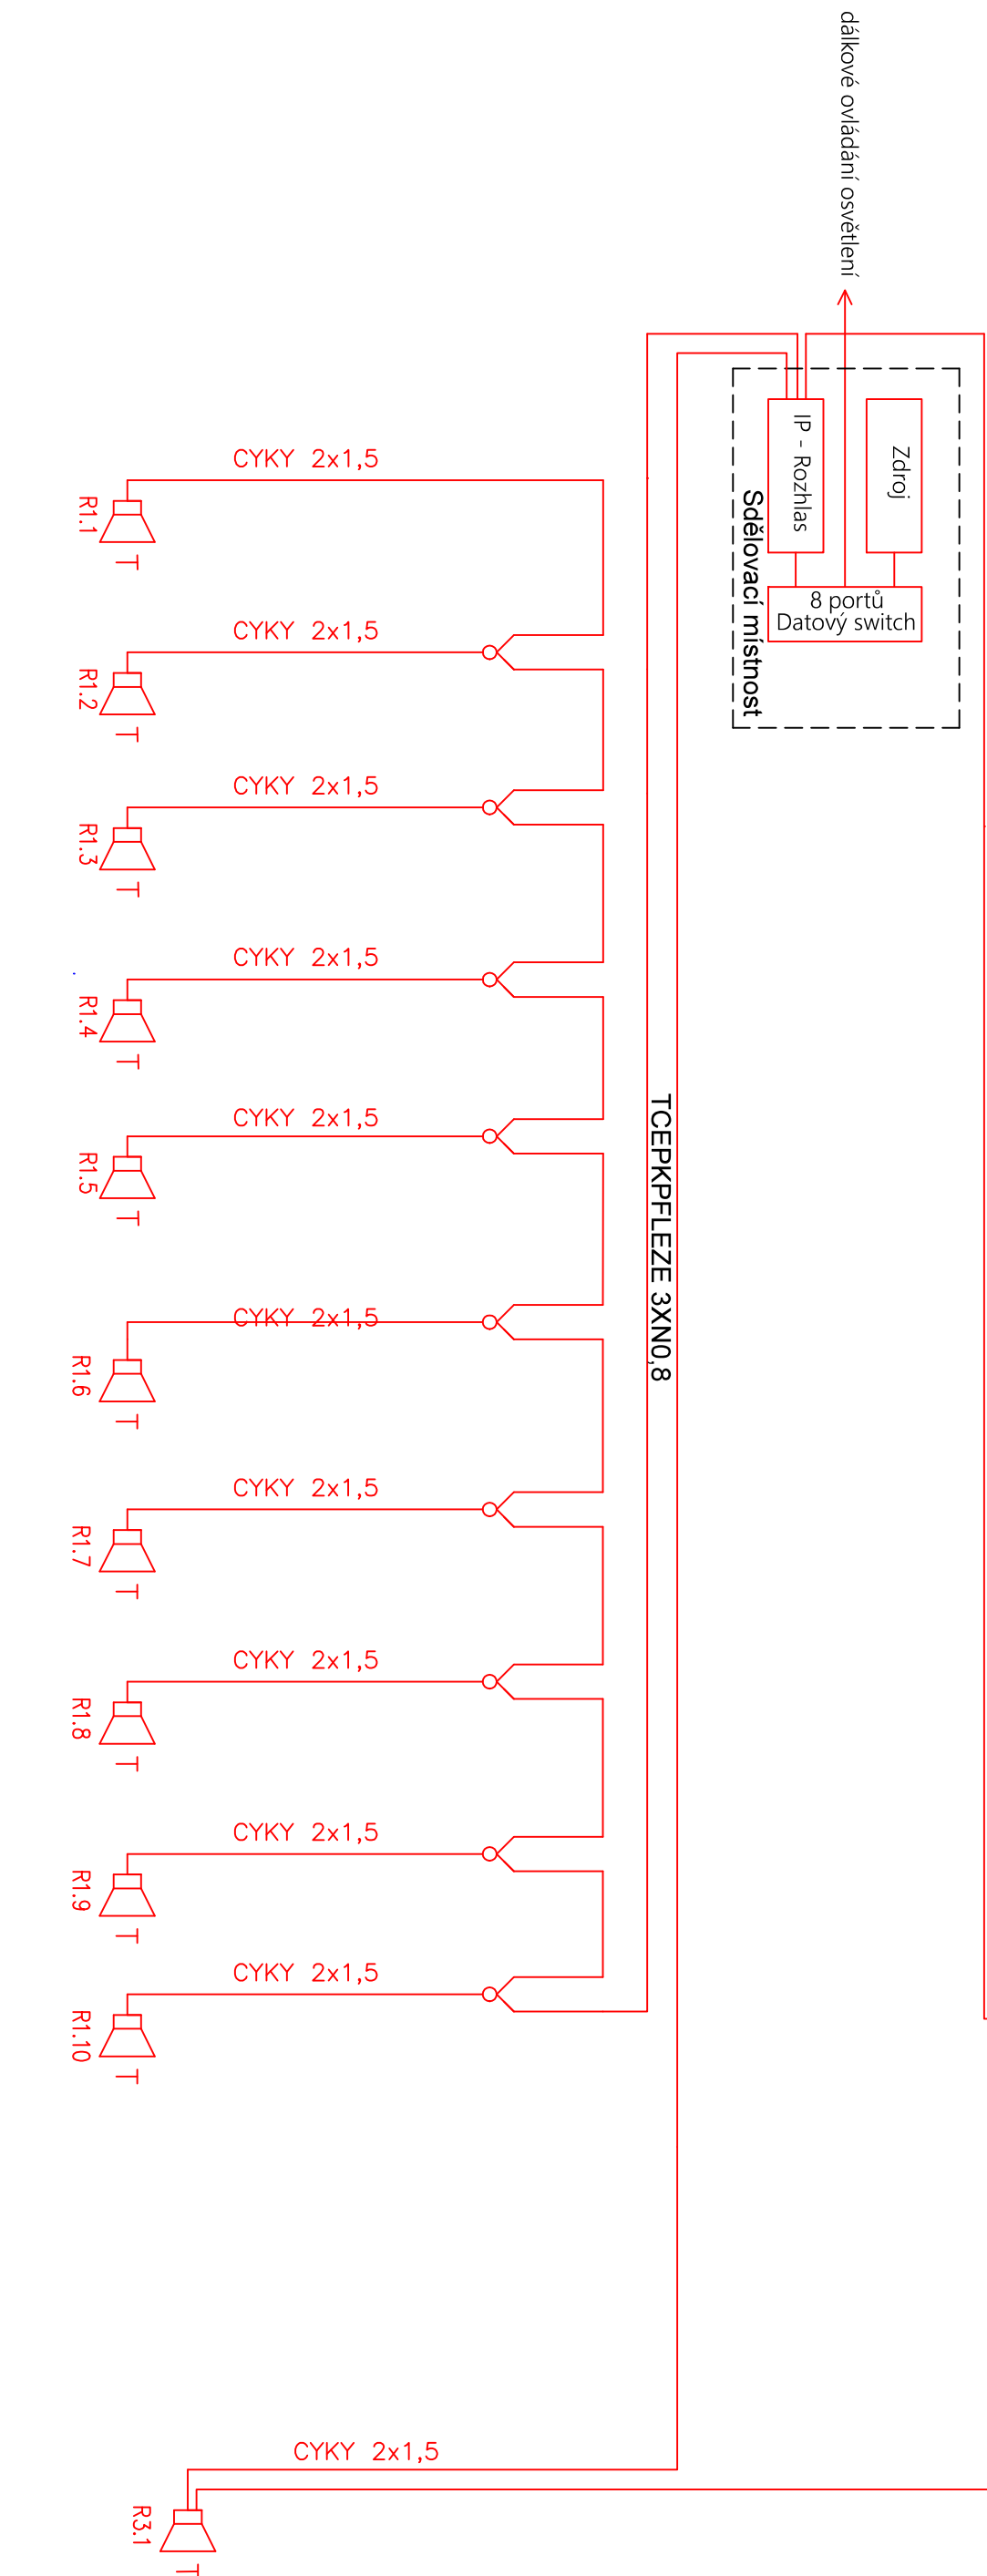 dálkové ovládání osvětlení
Zdroj
IP - Rozhlas
8 portů
Datový switch
Sdělovací místnost
CYKY 2x1,5
R1.1
T
CYKY 2x1,5
R1.2
T
CYKY 2x1,5
R1.3
T
CYKY 2x1,5
R1.4
T
TCEPKPFLEZE 3XN0,8
CYKY 2x1,5
R1.5
T
CYKY 2x1,5
R1.6
T
CYKY 2x1,5
R1.7
T
CYKY 2x1,5
R1.8
T
CYKY 2x1,5
R1.9
T
CYKY 2x1,5
R1.10
T
CYKY 2x1,5
R3.1
T